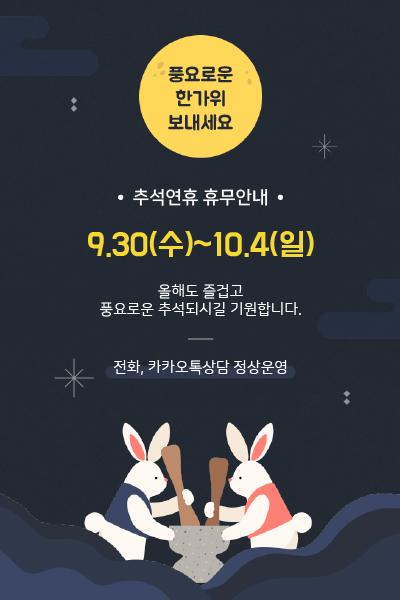 풍요로운
한가위
보내세요
• 추석연휴 휴무안내 •
9.30(수)~10.4(일)
올해도 즐겁고
풍요로운 추석되시길 기원합니다.
전화, 카카오톡상담 정상운영